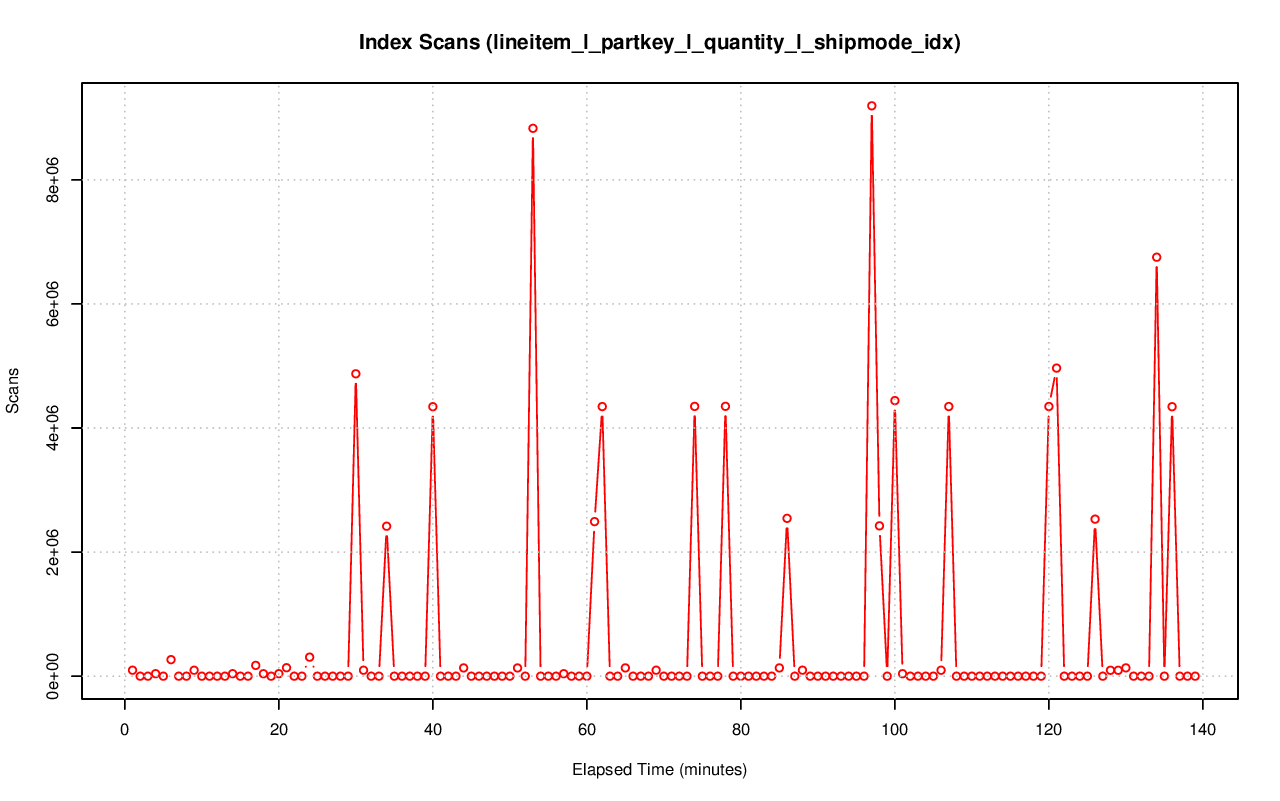 Index Scans (lineitem_l_partkey_l_quantity_l_shipmode_idx)
Scans
8e+06
6e+06
4e+06
2e+06
0e+00
0 20 40 60 80 100 120 140
Elapsed Time (minutes)